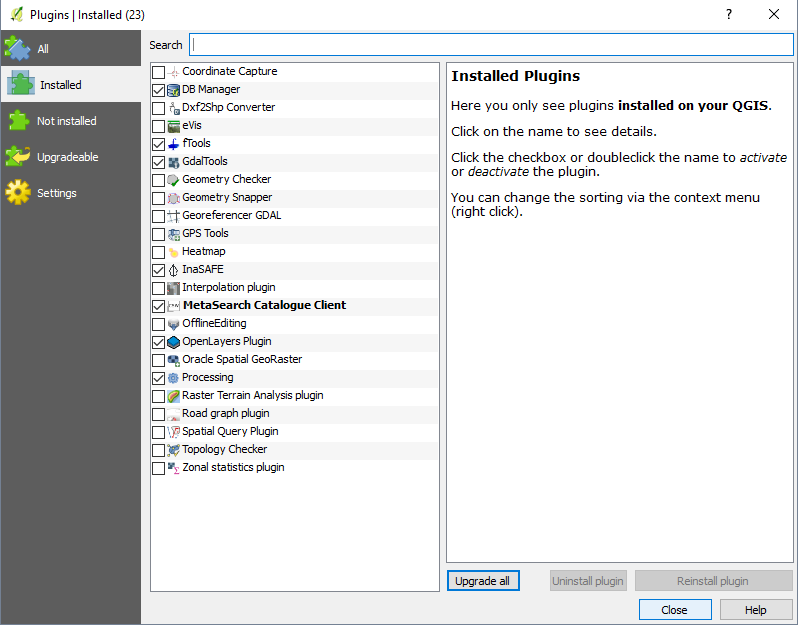 Plugins | Installed (23)
?
All
Installed
Not installed
Upgradeable
Settings
Search
Coordinate Capture
DB Manager
Dxf2Shp Converter
eVis
fTools
GdalTools
Geometry Checker
Geometry Snapper
Georeferencer GDAL
GPS Tools
Heatmap
InaSAFE
Interpolation plugin
MetaSearch Catalogue Client
OfflineEditing
OpenLayers Plugin
Oracle Spatial GeoRaster
Processing
Raster Terrain Analysis plugin
Road graph plugin
Spatial Query Plugin
Topology Checker
Zonal statistics plugin
Installed Plugins
Here you only see plugins installed on your QGIS.
Click on the name to see details.
Click the checkbox or doubleclick the name to activate
or deactivate the plugin.
You can change the sorting via the context menu
(right click).
Upgrade all
Uninstall plugin
Reinstall plugin
Close
Help